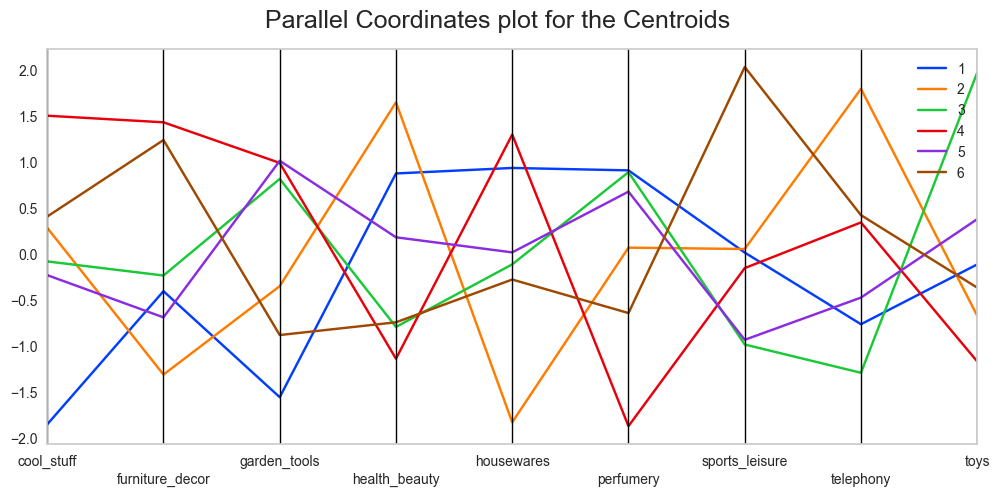 Parallel Coordinates plot for the Centroids
2.0
1.5
1.0
0.5
0.0
−0.5
−1.0
−1.5
−2.0
1
2
3
4
5
6
cool_stuff
furniture_decor
garden_tools
health_beauty
housewares
perfumery
sports_leisure
telephony
toys